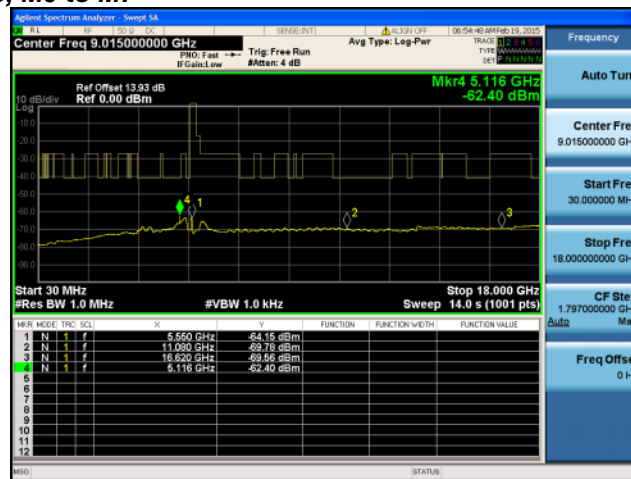 Agilent Spectrum Analyzer - Swept SA
RL RF 50 Ω DC SENSE:INT ALIGN OFF 06:54:48 AM Feb 19, 2015
Center Freq 9.015000000 GHz
PNO: Fast
IFGain:Low
Trig: Free Run
#Atten: 4 dB
Avg Type: Log-Pwr
TRACE 1 2 3 4 5 6
TYPE
DET P N N N N N
Mkr4 5.116 GHz
-62.40 dBm
Ref Offset 13.93 dB
10 dB/div Ref 0.00 dBm
Log
-10.0
-20.0
-30.0
-40.0
-50.0
-60.0
-70.0
-80.0
-90.0
4
1
2
3
Start 30 MHz Stop 18.000 GHz
#Res BW 1.0 MHz #VBW 1.0 kHz Sweep 14.0 s (1001 pts)
MKR MODE TRC SCL X Y FUNCTION FUNCTION WIDTH FUNCTION VALUE
1 N 1 f 5.550 GHz -64.15 dBm
2 N 1 f 11.080 GHz -69.78 dBm
3 N 1 f 16.620 GHz -69.56 dBm
4 N 1 f 5.116 GHz -62.40 dBm
5
6
7
8
9
10
11
12
MSG STATUS
Frequency
Auto Tun
Center Fre
9.015000000 GH
Start Fre
30.000000 MH
Stop Fre
18.000000000 GH
CF Ste
1.797000000 GH
Auto Ma
Freq Offse
0 H